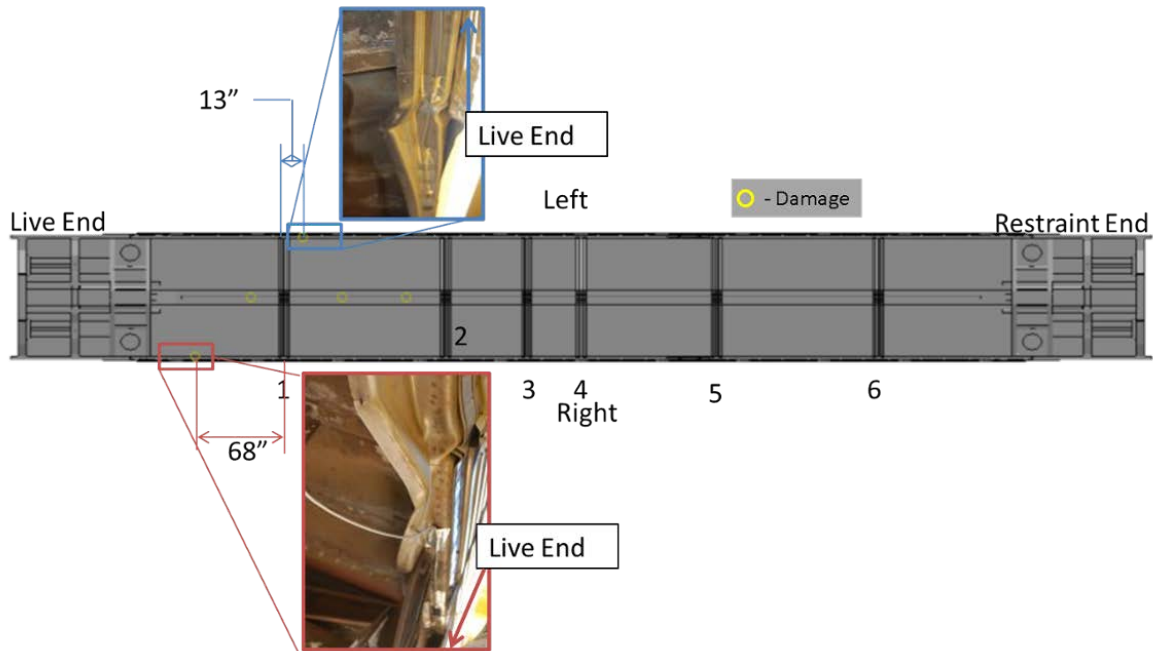 13”
Live End
Left
- Damage
Live End
Restraint End
2
1
3
4
5
6
Right
68”
Live End